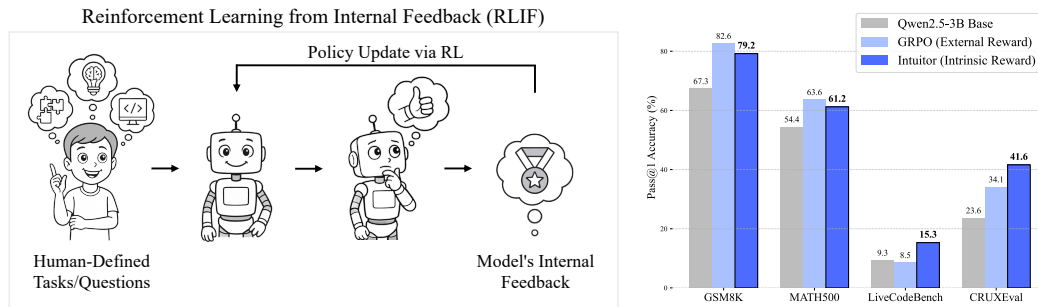 Reinforcement Learning from Internal Feedback (RLIF)
Policy Update via RL
</>
Human-Defined
Tasks/Questions
Model's Internal
Feedback
Qwen2.5-3B Base
GRPO (External Reward)
Intuitor (Intrinsic Reward)
Pass@1 Accuracy (%)
80
60
40
20
0
67.3
82.6
79.2
54.4
63.6
61.2
9.3
8.5
15.3
23.6
34.1
41.6
GSM8K
MATH500
LiveCodeBench
CRUXEval